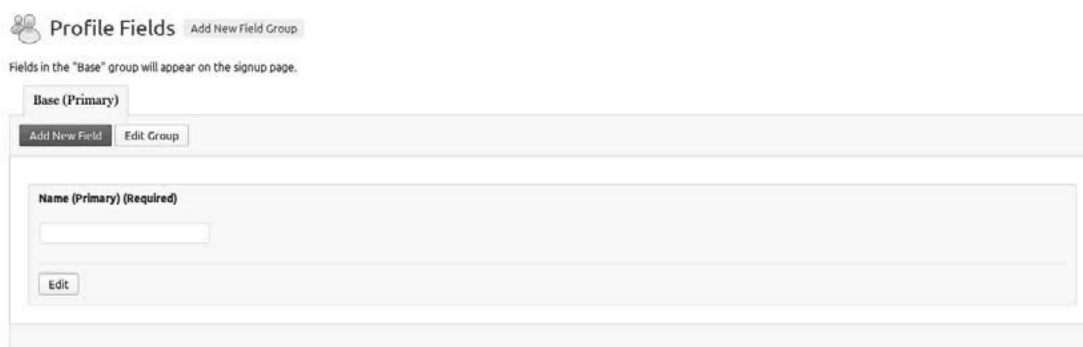 Profile Fields Add New Field Group
Fields in the "Base" group will appear on the signup page.
Base (Primary)
Add New Field Edit Group
Name (Primary) (Required)
Edit